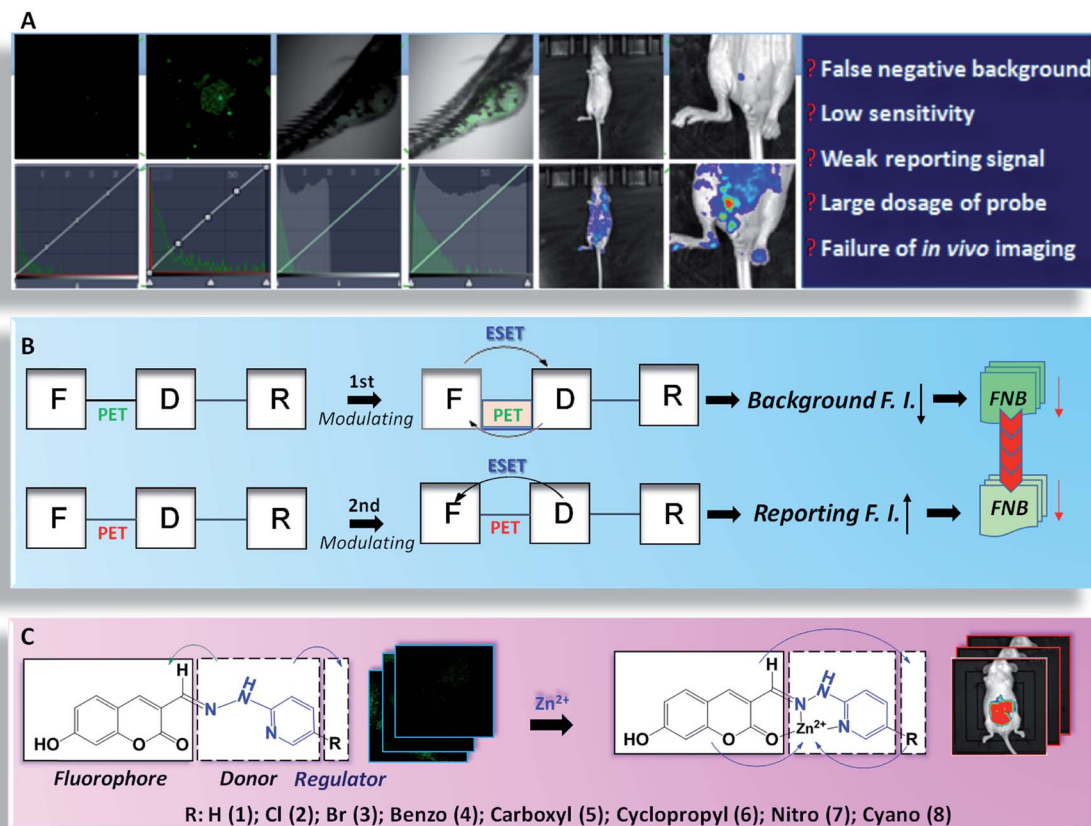 A
? False negative background
? Low sensitivity
? Weak reporting signal
? Large dosage of probe
? Failure of in vivo imaging
50
50
B
ESET
F D R
1st
F D R
PET
Modulating
PET
Background F. I.
FNB
ESET
F D R
2nd
F D R
PET
Modulating
PET
Reporting F. I.
FNB
C
H
H
N
N
N
R
HO
O
O
Zn2+
H
H
N
N
Zn2+
N
R
HO
O
O
Fluorophore Donor Regulator
R: H (1); Cl (2); Br (3); Benzo (4); Carboxyl (5); Cyclopropyl (6); Nitro (7); Cyano (8)